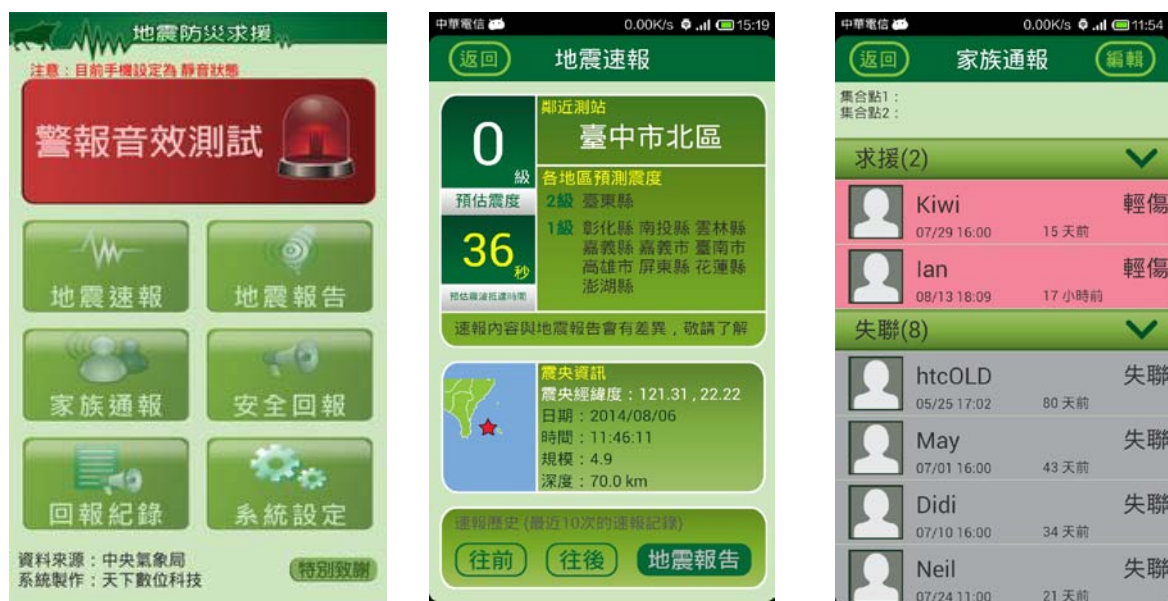 地震防災求援
注意：目前手機設定為 靜音狀態
警報音效測試
地震速報
地震報告
家族通報
安全回報
回報紀錄
系統設定
資料來源：中央氣象局
系統製作：天下數位科技
特別致謝
中華電信
0.00K/s
15:19
返回
地震速報
0
級
預估震度
36
秒
預估震波抵達時間
鄰近測站
臺中市北區
各地區預測震度
2級 臺東縣
1級 彰化縣 南投縣 雲林縣
嘉義縣 嘉義市 臺南市
高雄市 屏東縣 花蓮縣
澎湖縣
速報內容與地震報告會有差異，敬請了解
震央資訊
震央經緯度：121.31 , 22.22
日期：2014/08/06
時間：11:46:11
規模：4.9
深度：70.0 km
速報歷史 (最近10次的速報記錄)
往前
往後
地震報告
中華電信
0.00K/s
11:54
返回
家族通報
編輯
集合點1：
集合點2：
求援(2)
Kiwi
輕傷
07/29 16:00
15 天前
Ian
輕傷
08/13 18:09
17 小時前
失聯(8)
htcOLD
失聯
05/25 17:02
80 天前
May
失聯
07/01 16:00
43 天前
Didi
失聯
07/10 16:00
34 天前
Neil
失聯
07/24 11:00
21 天前